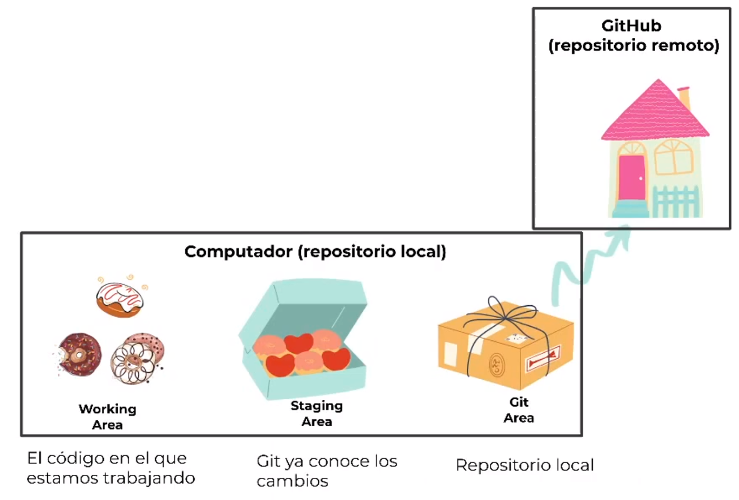 GitHub
(repositorio remoto)
Computador (repositorio local)
Working
Area
Staging
Area
Git
Area
El código en el que
estamos trabajando
Git ya conoce los
cambios
Repositorio local